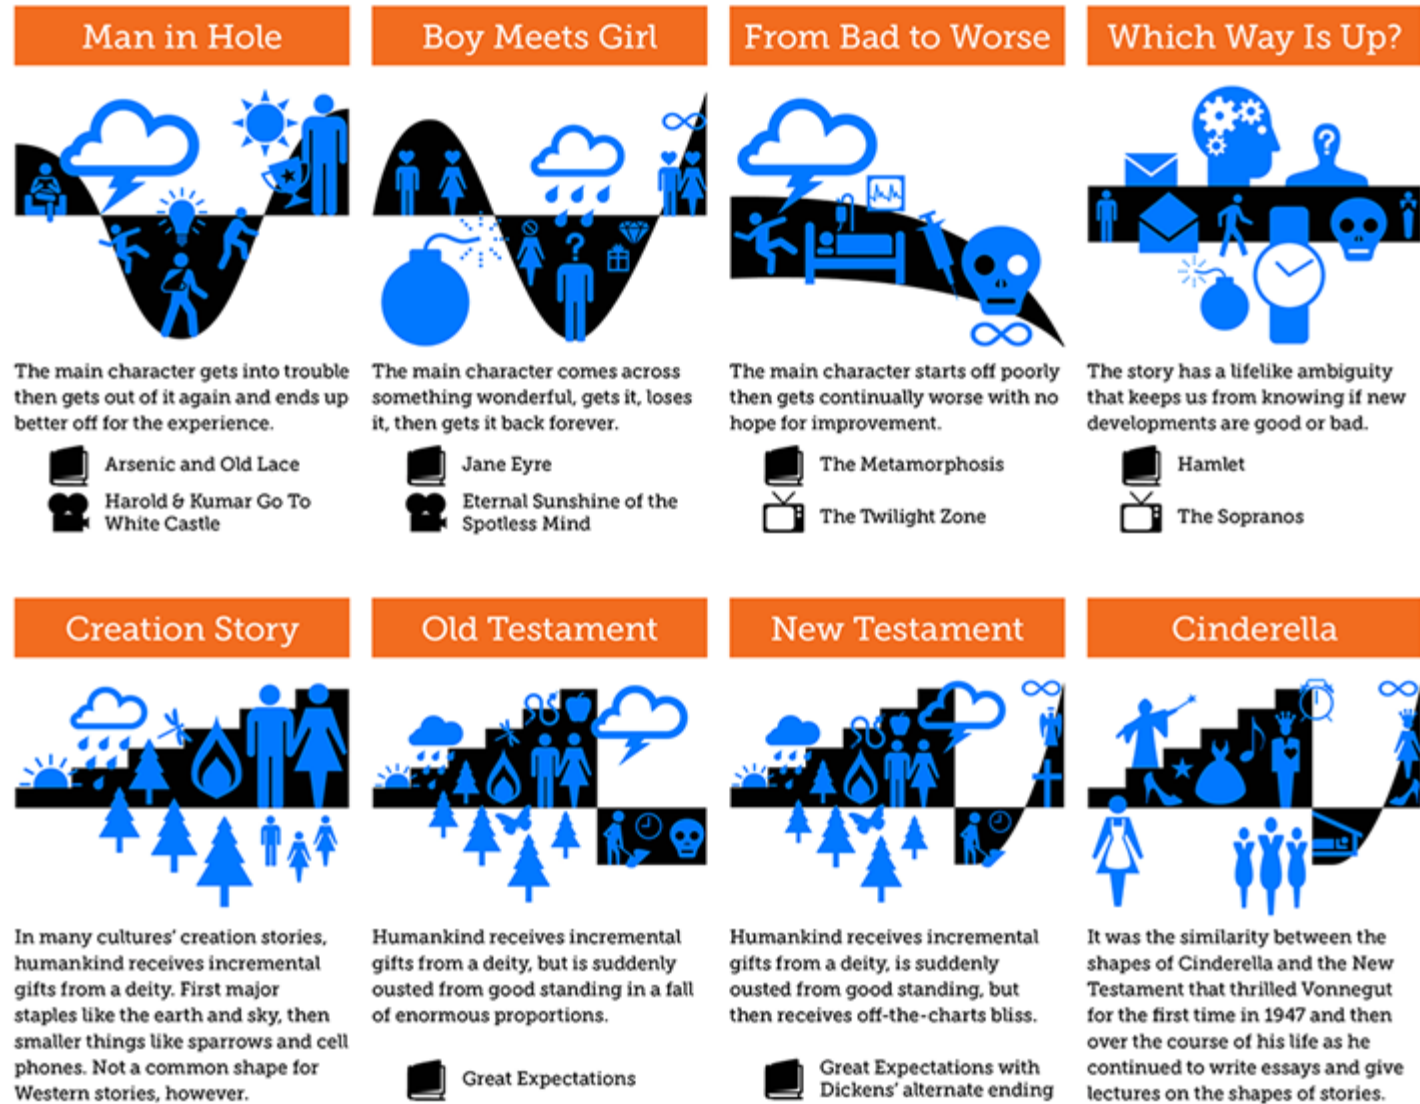 Man in Hole
Boy Meets Girl
From Bad to Worse
Which Way Is Up?
The main character gets into trouble
then gets out of it again and ends up
better off for the experience.
Arsenic and Old Lace
Harold & Kumar Go To
White Castle
The main character comes across
something wonderful, gets it, loses
it, then gets it back forever.
Jane Eyre
Eternal Sunshine of the
Spotless Mind
The main character starts off poorly
then gets continually worse with no
hope for improvement.
The Metamorphosis
The Twilight Zone
?
?
The story has a lifelike ambiguity
that keeps us from knowing if new
developments are good or bad.
Hamlet
The Sopranos
Creation Story
Old Testament
New Testament
Cinderella
In many cultures’ creation stories,
humankind receives incremental
gifts from a deity. First major
staples like the earth and sky, then
smaller things like sparrows and cell
phones. Not a common shape for
Western stories, however.
Humankind receives incremental
gifts from a deity, but is suddenly
ousted from good standing in a fall
of enormous proportions.
Great Expectations
Humankind receives incremental
gifts from a deity, is suddenly
ousted from good standing, but
then receives off-the-charts bliss.
Great Expectations with
Dickens’ alternate ending
It was the similarity between the
shapes of Cinderella and the New
Testament that thrilled Vonnegut
for the first time in 1947 and then
over the course of his life as he
continued to write essays and give
lectures on the shapes of stories.